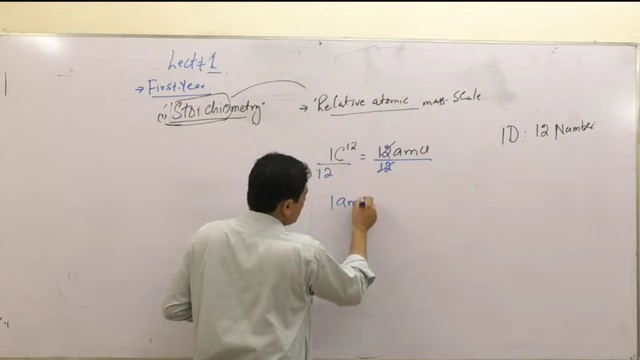 Lect # 1
→ First Year
(1) Stoichiometry.
→ "Relative atomic mass scale.
1C¹² / 12 = 12amu / 12
1am
ID : 12 Number